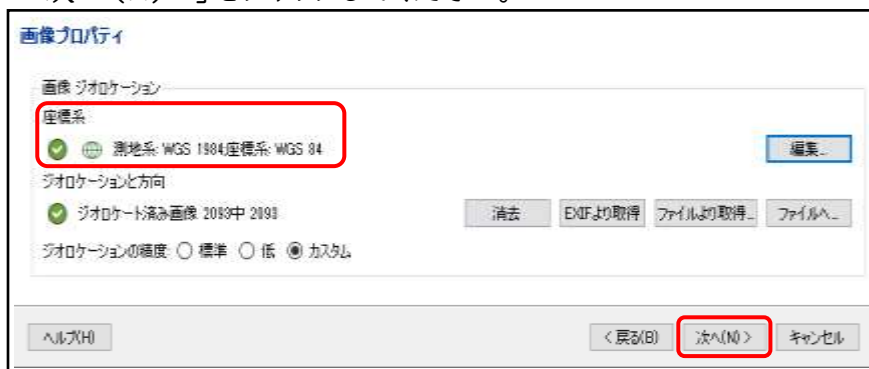 画像プロパティ
画像 ジオロケーション
座標系
測地系: WGS 1984;座標系: WGS 84
編集...
ジオロケーションと方向
ジオロケート済み画像: 2093中 2093
消去
EXIFより取得
ファイルより取得...
ファイルへ...
ジオロケーションの精度: 標準 低 カスタム
ヘルプ(H)
< 戻る(B)
次へ(N) >
キャンセル